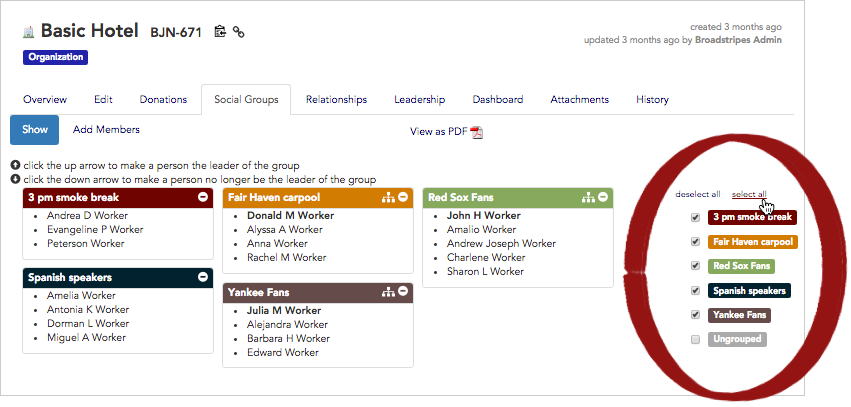 Basic Hotel BJN-671
created 3 months ago
updated 3 months ago by Broadstripes Admin
Organization
Overview Edit Donations Social Groups Relationships Leadership Dashboard Attachments History
Show Add Members View as PDF
click the up arrow to make a person the leader of the group
click the down arrow to make a person no longer be the leader of the group
3 pm smoke break
Andrea D Worker
Evangeline P Worker
Peterson Worker
Spanish speakers
Amelia Worker
Antonia K Worker
Dorman L Worker
Miguel A Worker
Fair Haven carpool
Donald M Worker
Alyssa A Worker
Anna Worker
Rachel M Worker
Yankee Fans
Julia M Worker
Alejandra Worker
Barbara H Worker
Edward Worker
Red Sox Fans
John H Worker
Amalio Worker
Andrew Joseph Worker
Charlene Worker
Sharon L Worker
deselect all select all
3 pm smoke break
Fair Haven carpool
Red Sox Fans
Spanish speakers
Yankee Fans
Ungrouped